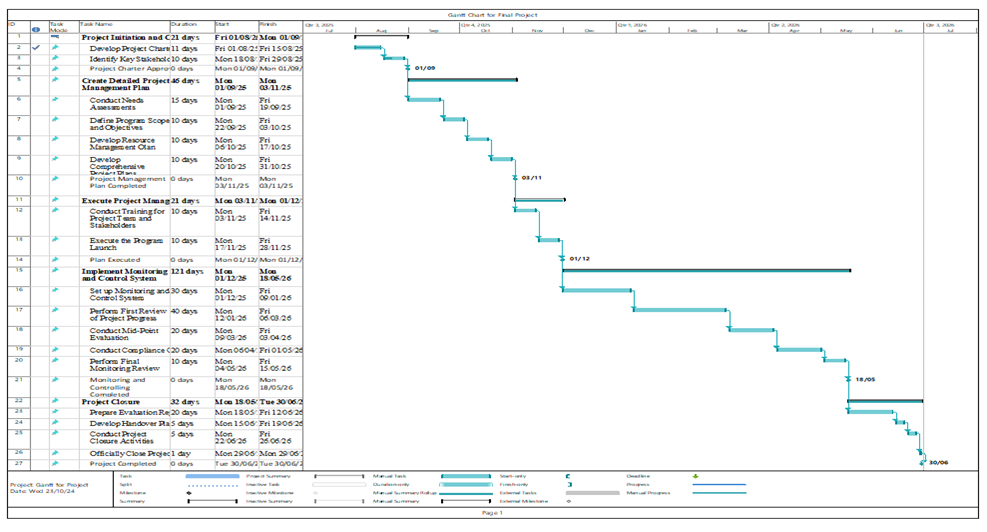 Gantt Chart for Final Project
ID Task Mode Task Name Duration Start Finish Qtr 3, 2025 Qtr 4, 2025 Qtr 1, 2026 Qtr 2, 2026 Qtr 3, 2026
Jul Aug Sep Oct Nov Dec Jan Feb Mar Apr May Jun Jul
1 Project Initiation and C 21 days Fri 01/08/2 Mon 01/09/
2 Develop Project Chart 11 days Fri 01/08/25 Fri 15/08/25
3 Identify Key Stakehold 10 days Mon 18/08/ Fri 29/08/25
4 Project Charter Appro 0 days Mon 01/09/ Mon 01/09/ 01/09
5 Create Detailed Project 46 days Mon Mon
Management Plan 01/09/25 03/11/25
6 Conduct Needs 15 days Mon Fri
Assessments 01/09/25 19/09/25
7 Define Program Scope 10 days Mon Fri
and Objectives 22/09/25 03/10/25
8 Develop Resource 10 days Mon Fri
Management Olan 06/10/25 17/10/25
9 Develop 10 days Mon Fri
Comprehensive 20/10/25 31/10/25
Project Plans
10 Project Management 0 days Mon Mon
Plan Completed 03/11/25 03/11/25 03/11
11 Execute Project Manag 21 days Mon 03/11/ Mon 01/12/
12 Conduct Training for 10 days Mon Fri
Project Team and 03/11/25 14/11/25
Stakeholders
13 Execute the Program 10 days Mon Fri
Launch 17/11/25 28/11/25
14 Plan Executed 0 days Mon 01/12/ Mon 01/12/ 01/12
15 Implement Monitoring 121 days Mon Mon
and Control System 01/12/25 18/05/26
16 Set up Monitoring and 30 days Mon Fri
Control System 01/12/25 09/01/26
17 Perform First Review 40 days Mon Fri
of Project Progress 12/01/26 06/03/26
18 Conduct Mid-Point 20 days Mon Fri
Evaluation 09/03/26 03/04/26
19 Conduct Compliance C 20 days Mon 06/04/ Fri 01/05/26
20 Perform Final 10 days Mon Fri
Monitoring Review 04/05/26 15/05/26
21 Monitoring and 0 days Mon Mon
Controlling 18/05/26 18/05/26 18/05
Completed
22 Project Closure 32 days Mon 18/05/ Tue 30/06/2
23 Prepare Evaluation Re 20 days Mon 18/05/ Fri 12/06/26
24 Develop Handover Pla 5 days Mon 15/06/ Fri 19/06/26
25 Conduct Project 5 days Mon Fri
Closure Activities 22/06/26 26/06/26
26 Officially Close Projec 1 day Mon 29/06/ Mon 29/06/
27 Project Completed 0 days Tue 30/06/2 Tue 30/06/2 30/06
Project: Gantt for Project
Date: Wed 23/10/24
Task Project Summary Manual Task Start-only Deadline
Split Inactive Task Duration-only Finish-only Progress
Milestone Inactive Milestone Manual Summary Rollup External Tasks Manual Progress
Summary Inactive Summary Manual Summary External Milestone
Page 1